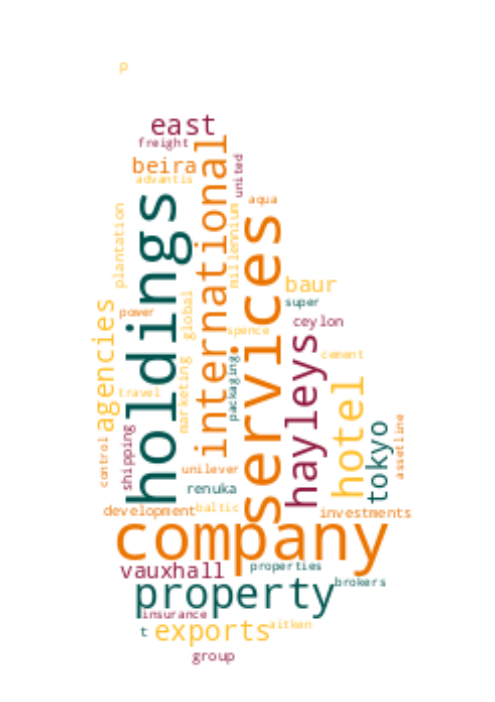 p
east
freight
beira
advantis
united
international
holdings
aqua
plantation
millennium
services
baur
super
global
power
ceylon
agencies
spence
hayleys
cement
packaging
marketing
travel
hotel
tokyo
assetline
shipping
control
unilever
renuka
development
baltic
investments
company
vauxhall
properties
brokers
property
insurance
t
exports
aitken
group